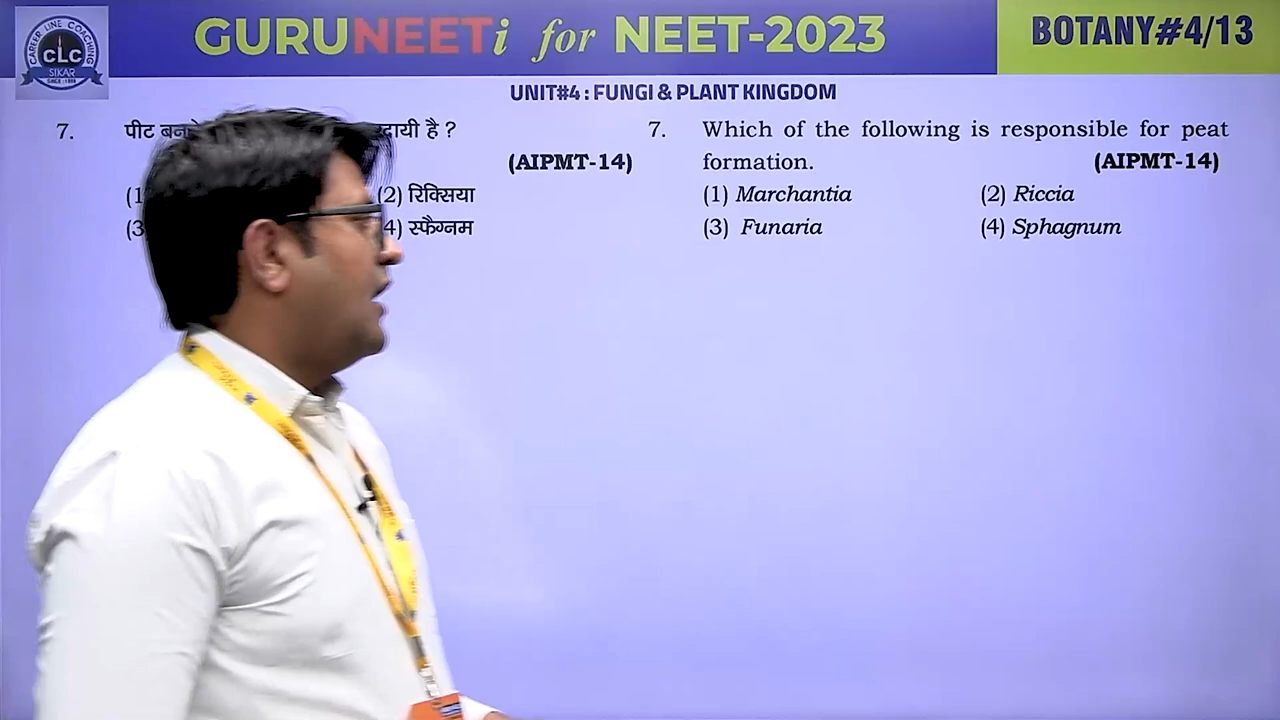 GURUNEETi for NEET-2023
BOTANY#4/13
CAREER LINE COACHING
CLC
SIKAR
SINCE : 1996
UNIT#4 : FUNGI & PLANT KINGDOM
7. पीट है ?
(AIPMT-14)
(2) रिक्सिया
4) स्फैग्नम
7. Which of the following is responsible for peat
formation. (AIPMT-14)
(1) Marchantia (2) Riccia
(3) Funaria (4) Sphagnum